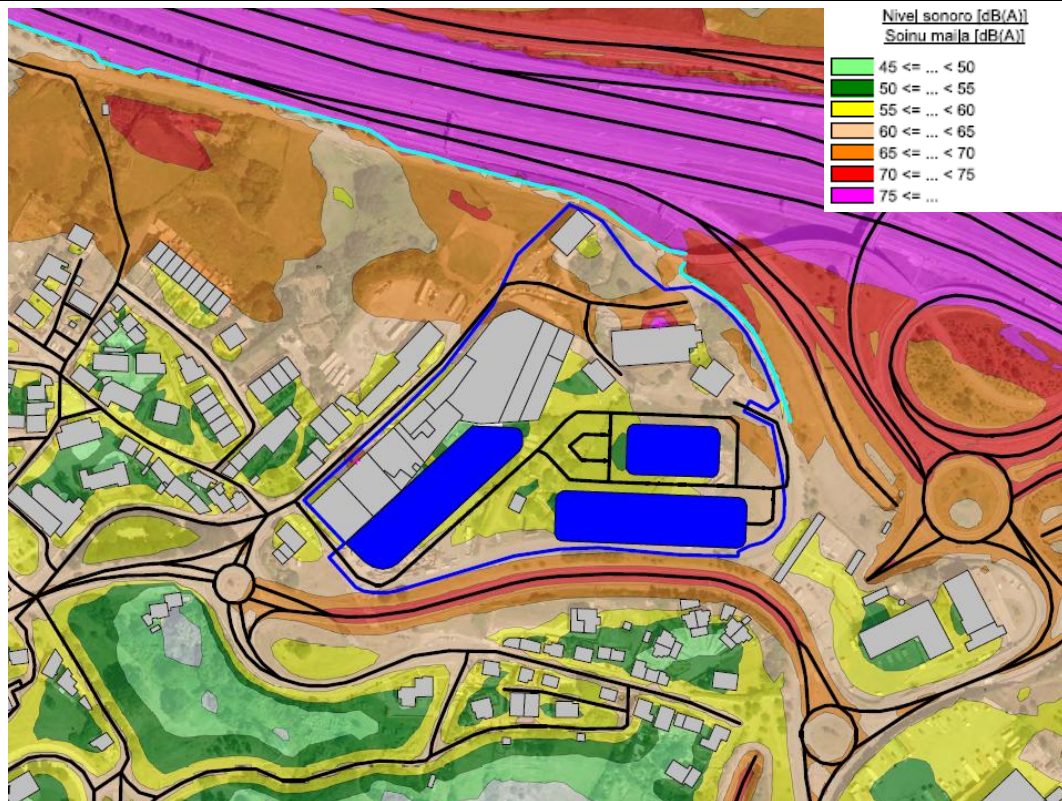 Nivel sonoro [dB(A)]
Soinu maila [dB(A)]
45 <= ... < 50
50 <= ... < 55
55 <= ... < 60
60 <= ... < 65
65 <= ... < 70
70 <= ... < 75
75 <= ...